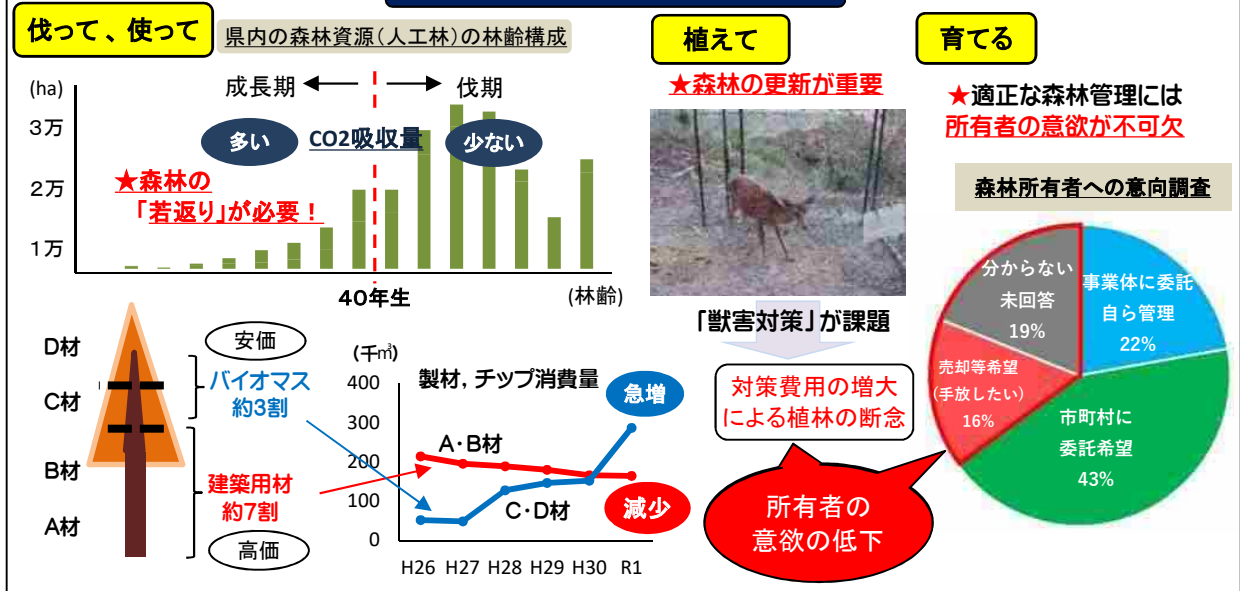 伐って、使って
県内の森林資源(人工林)の林齢構成
(ha)
3万
2万
1万
成長期
伐期
多い
CO2吸収量
少ない
★森林の
「若返り」が必要！
40年生
(林齢)
D材
C材
B材
A材
安価
バイオマス
約3割
建築用材
約7割
高価
(千㎥)
400
300
200
100
0
製材，チップ消費量
急増
A・B材
C・D材
減少
H26 H27 H28 H29 H30 R1
植えて
★森林の更新が重要
「獣害対策」が課題
対策費用の増大
による植林の断念
所有者の
意欲の低下
育てる
★適正な森林管理には
所有者の意欲が不可欠
森林所有者への意向調査
分からない
未回答
19%
事業体に委託
自ら管理
22%
売却等希望
(手放したい)
16%
市町村に
委託希望
43%